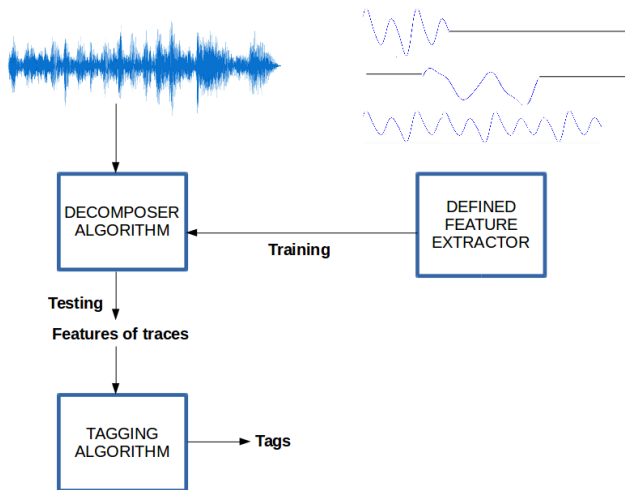 DECOMPOSER
ALGORITHM
DEFINED
FEATURE
EXTRACTOR
Training
Testing
Features of traces
TAGGING
ALGORITHM
Tags